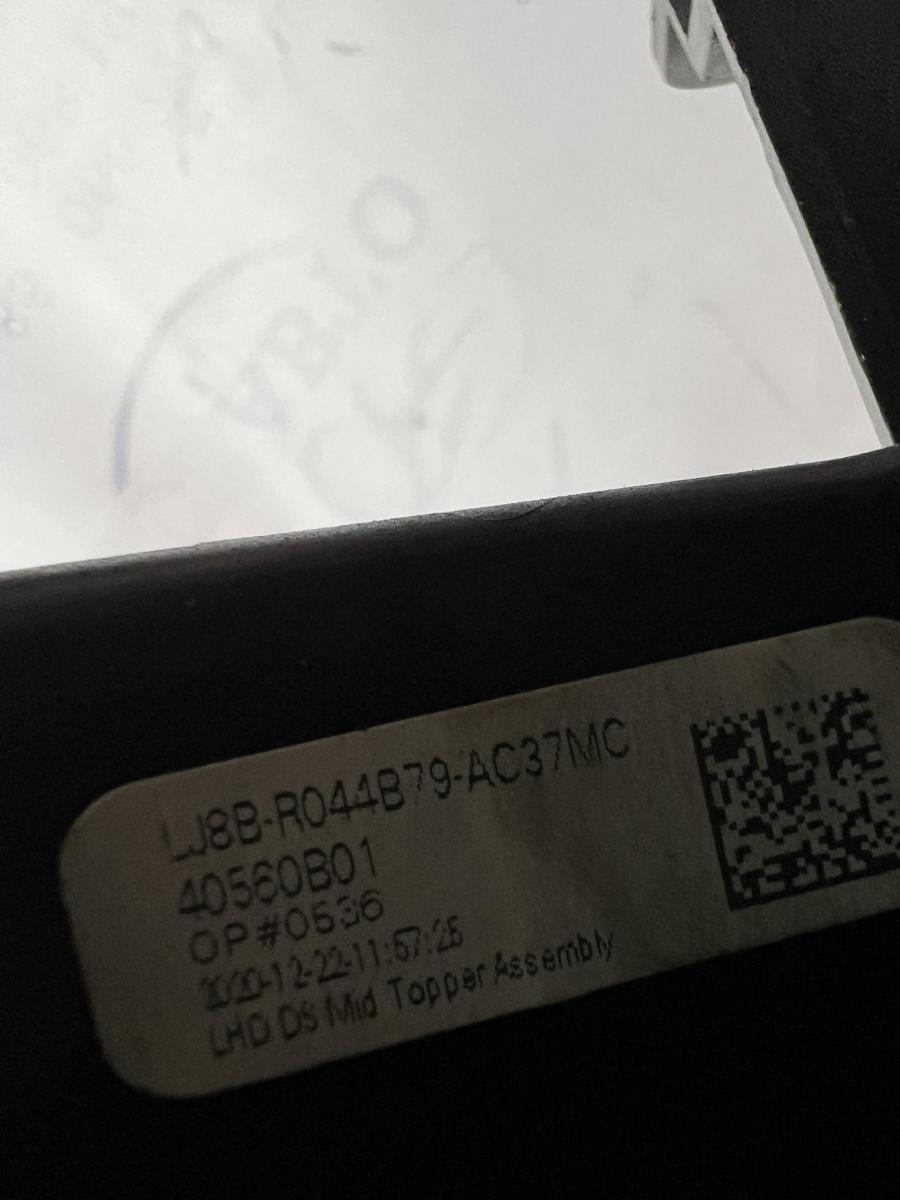 LJ8B-R044B79-AC37MC
40560B01
OP#0536
2020-12-22-11:57:25
LHD DS Mid Topper Assembly